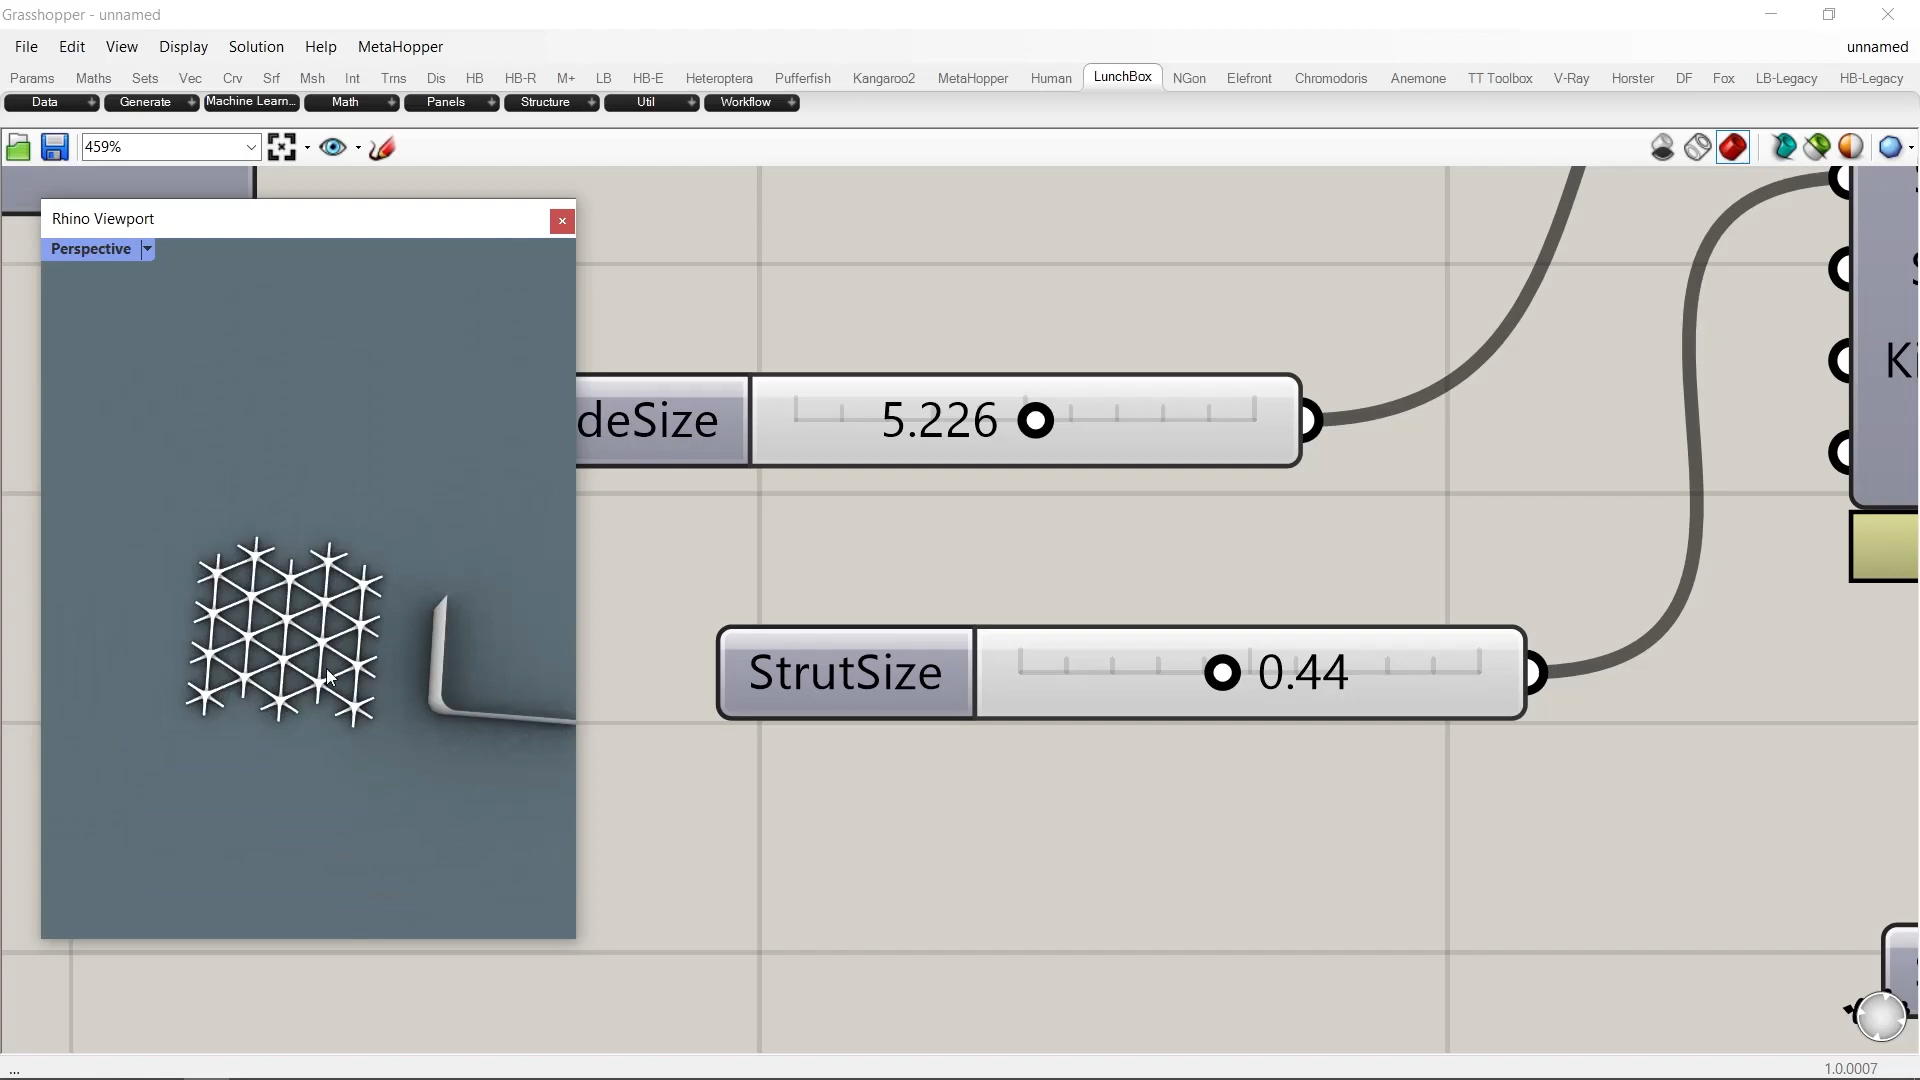 Grasshopper - unnamed
File Edit View Display Solution Help MetaHopper unnamed
Params Maths Sets Vec Crv Srf Msh Int Trns Dis HB HB-R M+ LB HB-E Heteroptera Pufferfish Kangaroo2 MetaHopper Human LunchBox NGon Elefront Chromodoris Anemone TT Toolbox V-Ray Horster DF Fox LB-Legacy HB-Legacy
Data Generate Machine Learn... Math Panels Structure Util Workflow
459%
Rhino Viewport
Perspective
deSize 5.226
Ki
StrutSize 0.44
...
1.0.0007